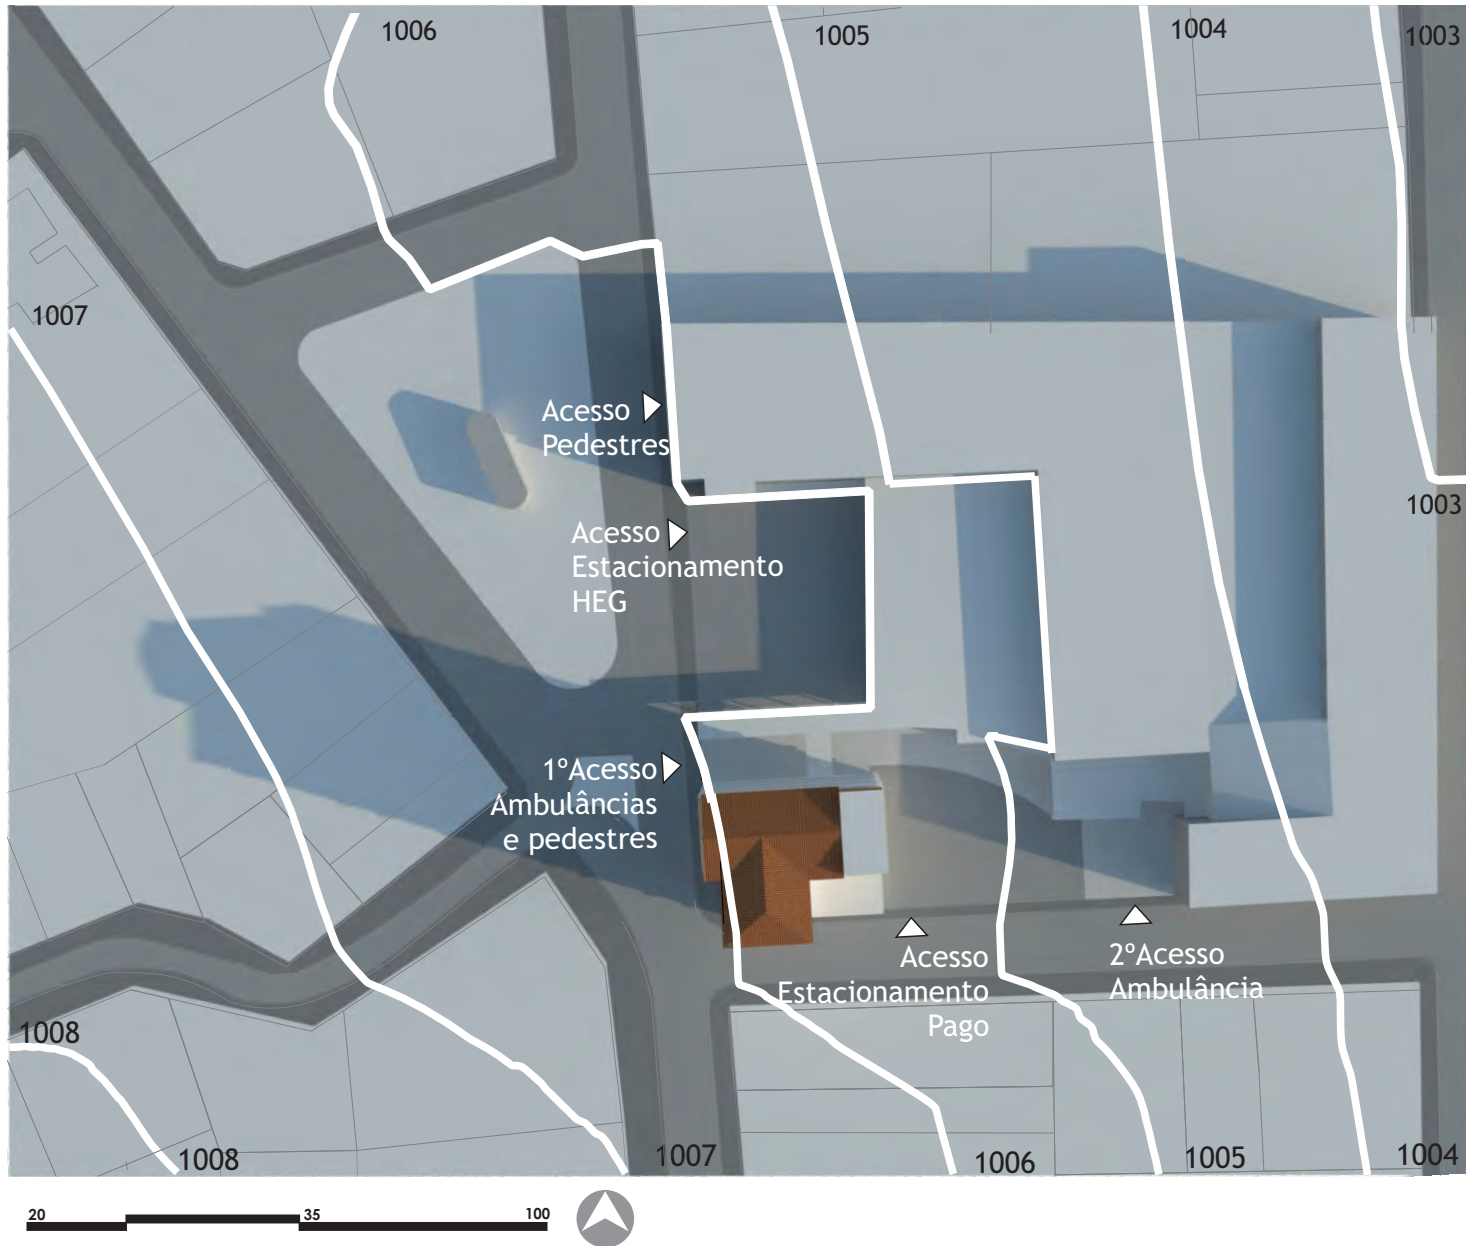 1006
1005
1004
1003
1007
Acesso
Pedestres
1003
Acesso
Estacionamento
HEG
1ºAcesso
Ambulâncias
e pedestres
Acesso
Estacionamento
Pago
2ºAcesso
Ambulância
1008
1008
1007
1006
1005
1004
20
35
100